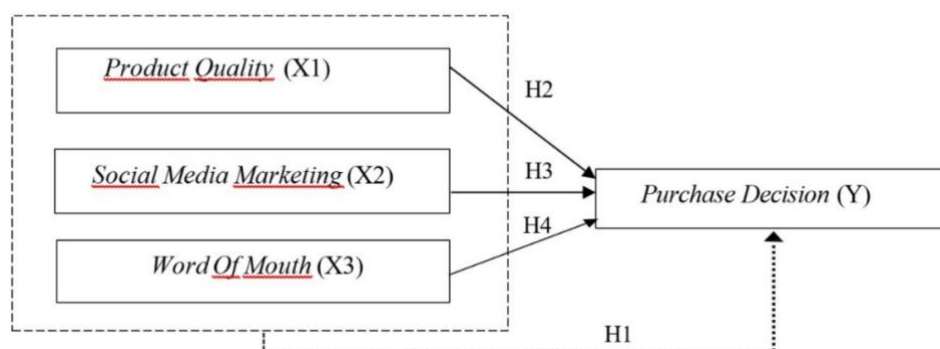 Product Quality (X1)
H2
Social Media Marketing (X2)
H3
Purchase Decision (Y)
H4
Word Of Mouth (X3)
H1